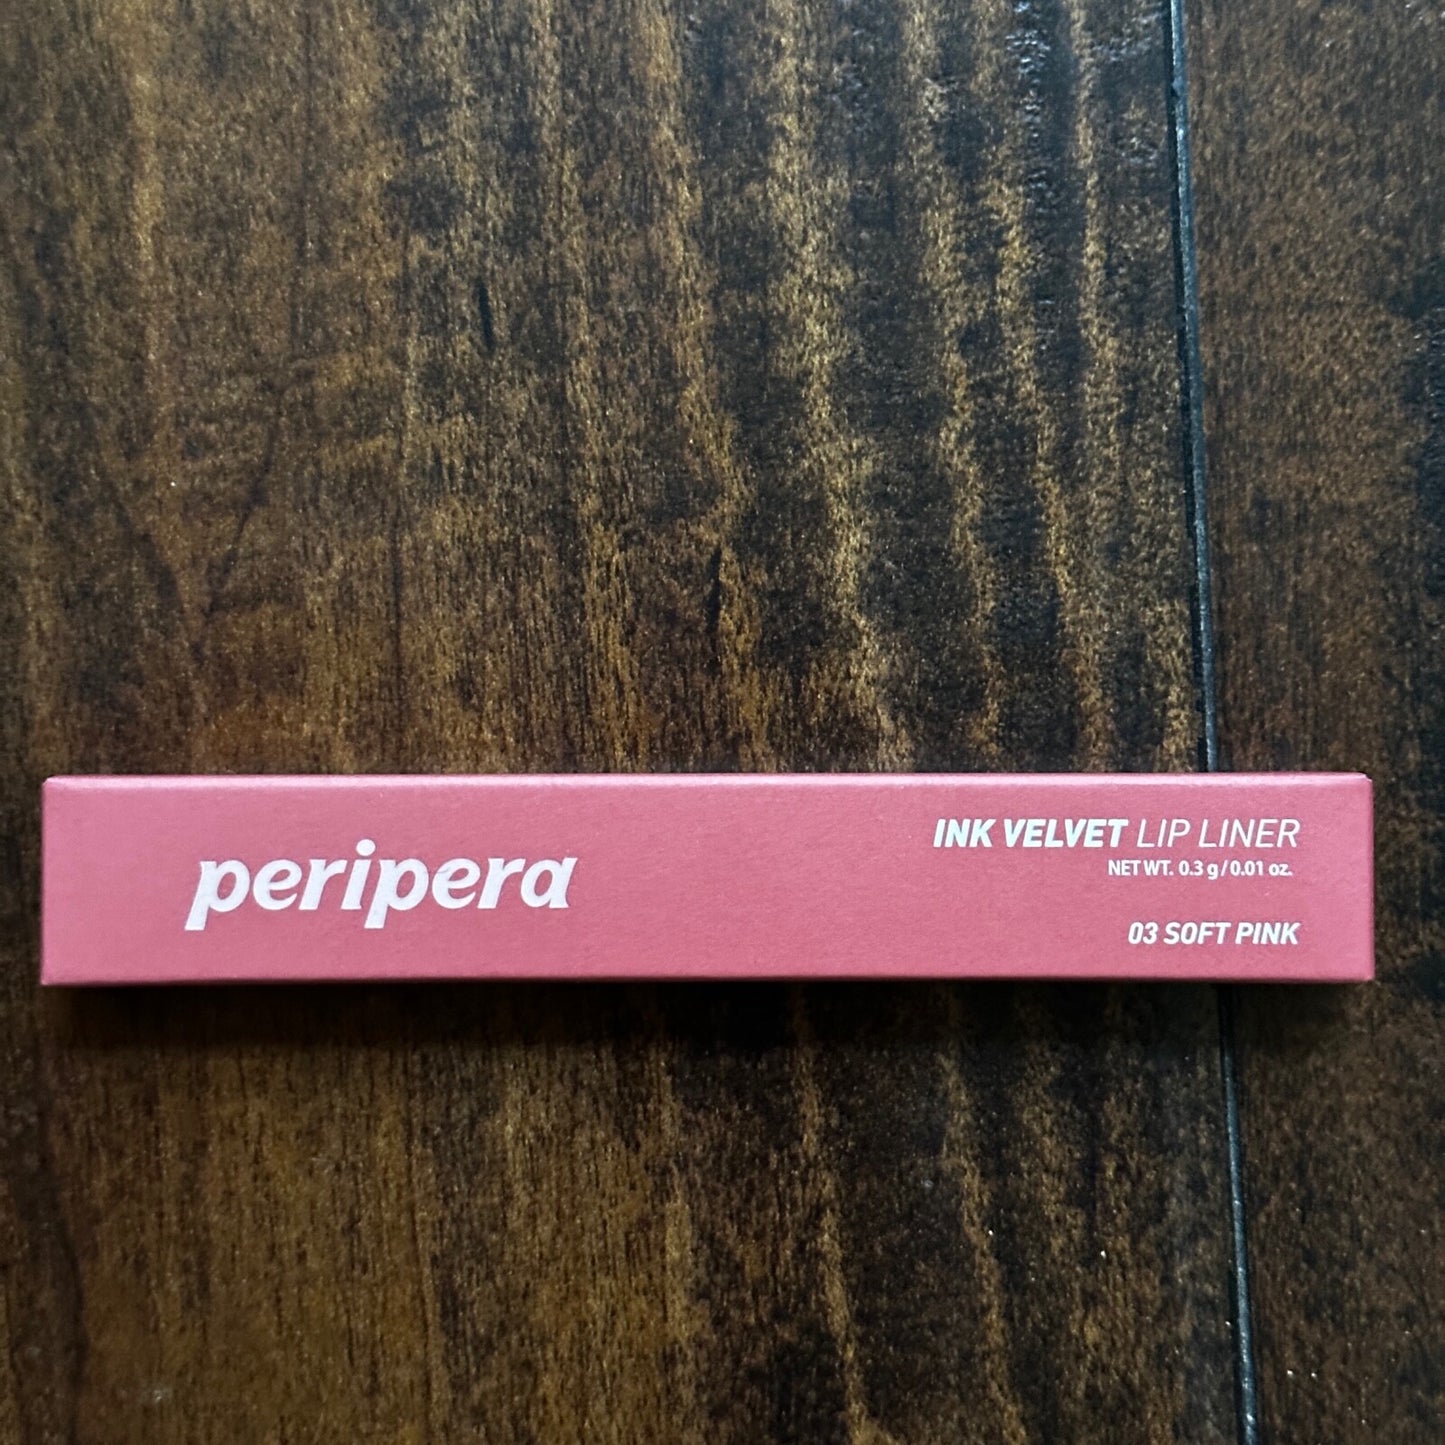 peripera
INK VELVET LIP LINER
NET WT. 0.3 g / 0.01 oz.
03 SOFT PINK